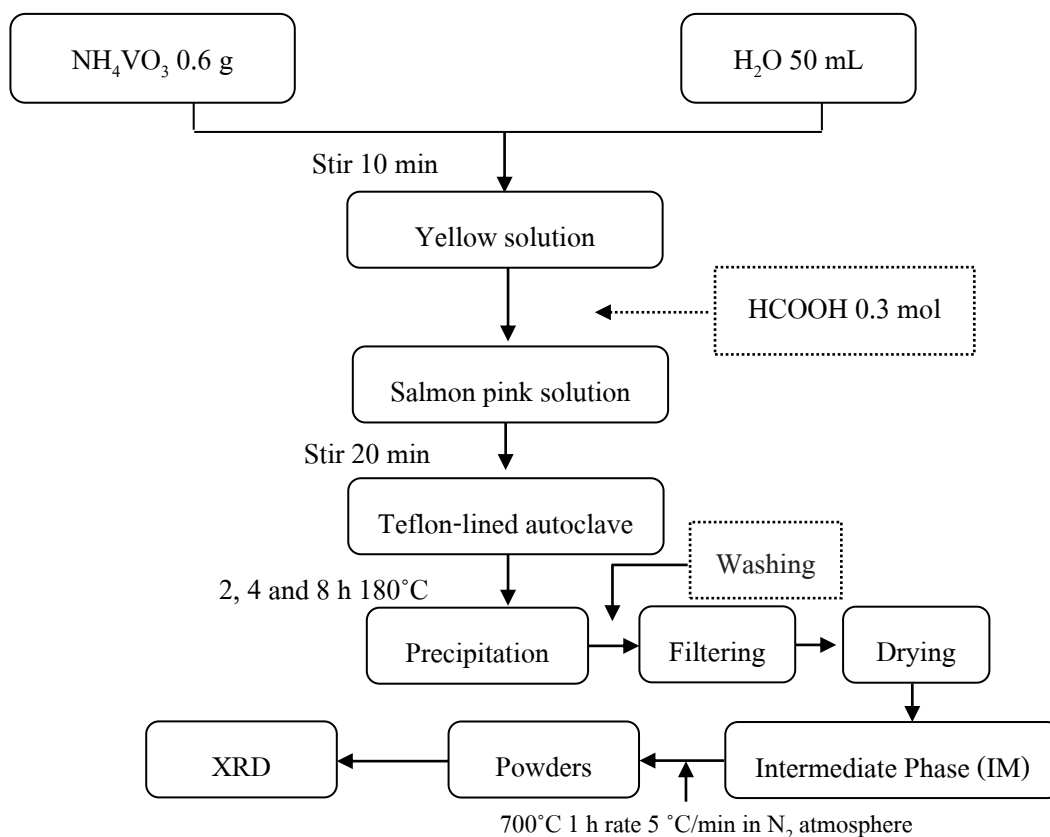 NH₄VO₃ 0.6 g
H₂O 50 mL
Stir 10 min
Yellow solution
HCOOH 0.3 mol
Salmon pink solution
Stir 20 min
Teflon-lined autoclave
Washing
2, 4 and 8 h 180˚C
Precipitation
Filtering
Drying
XRD
Powders
Intermediate Phase (IM)
700˚C 1 h rate 5 ˚C/min in N₂ atmosphere